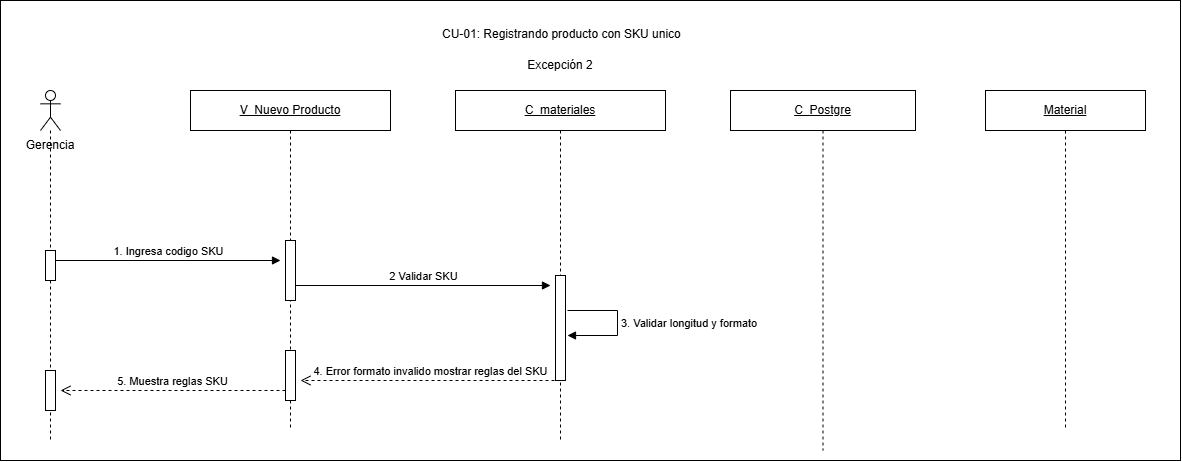 CU-01: Registrando producto con SKU unico
Excepción 2
Gerencia
V_Nuevo Producto
C_materiales
C_Postgre
Material
1. Ingresa codigo SKU
2 Validar SKU
3. Validar longitud y formato
4. Error formato invalido mostrar reglas del SKU
5. Muestra reglas SKU